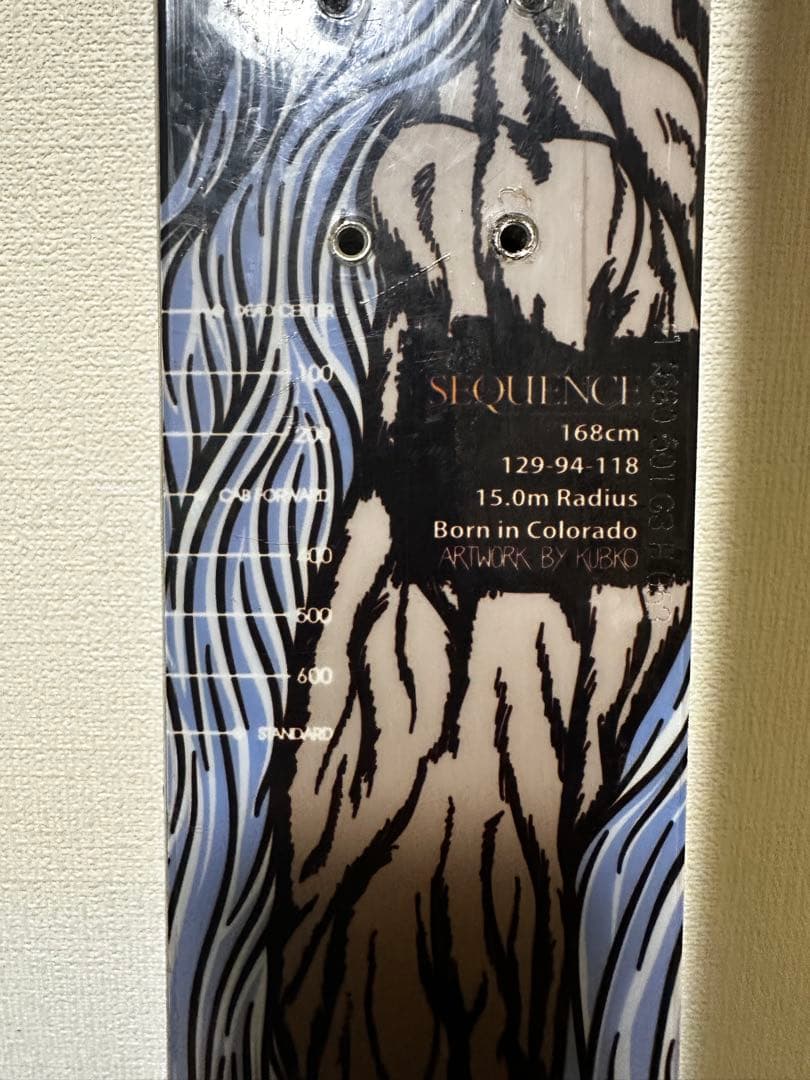 DEAD CENTER
100
200
CAB FORWARD
400
500
600
STANDARD
SEQUENCE
168cm
129-94-118
15.0m Radius
Born in Colorado
ARTWORK BY KUBKO